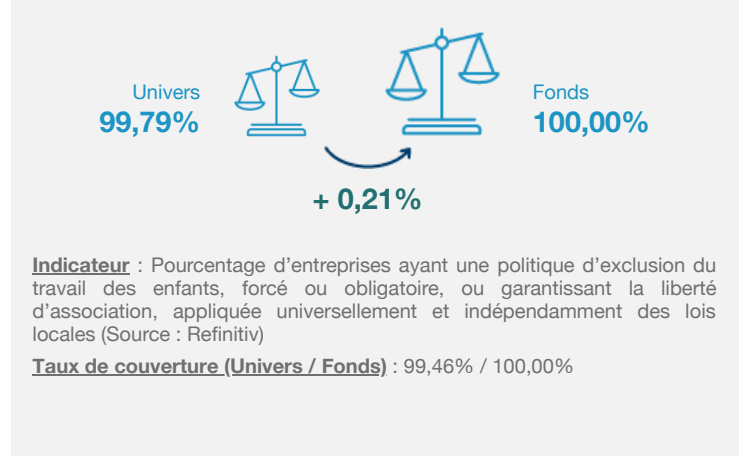 Univers
99,79%
Fonds
100,00%
+ 0,21%
Indicateur : Pourcentage d’entreprises ayant une politique d’exclusion du
travail des enfants, forcé ou obligatoire, ou garantissant la liberté
d’association, appliquée universellement et indépendamment des lois
locales (Source : Refinitiv)
Taux de couverture (Univers / Fonds) : 99,46% / 100,00%